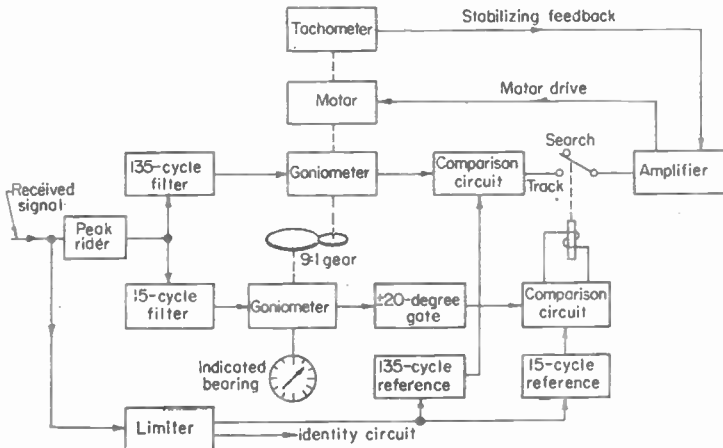 Stabilizing feedback
Tachometer
Motor
Motor drive
Search
135-cycle
filter
Goniometer
Comparison
circuit
Track
Amplifier
Received
signal
Peak
rider
9:1 gear
15-cycle
filter
Goniometer
±20-degree
gate
Comparison
circuit
Indicated
bearing
135-cycle
reference
15-cycle
reference
Limiter
identity circuit